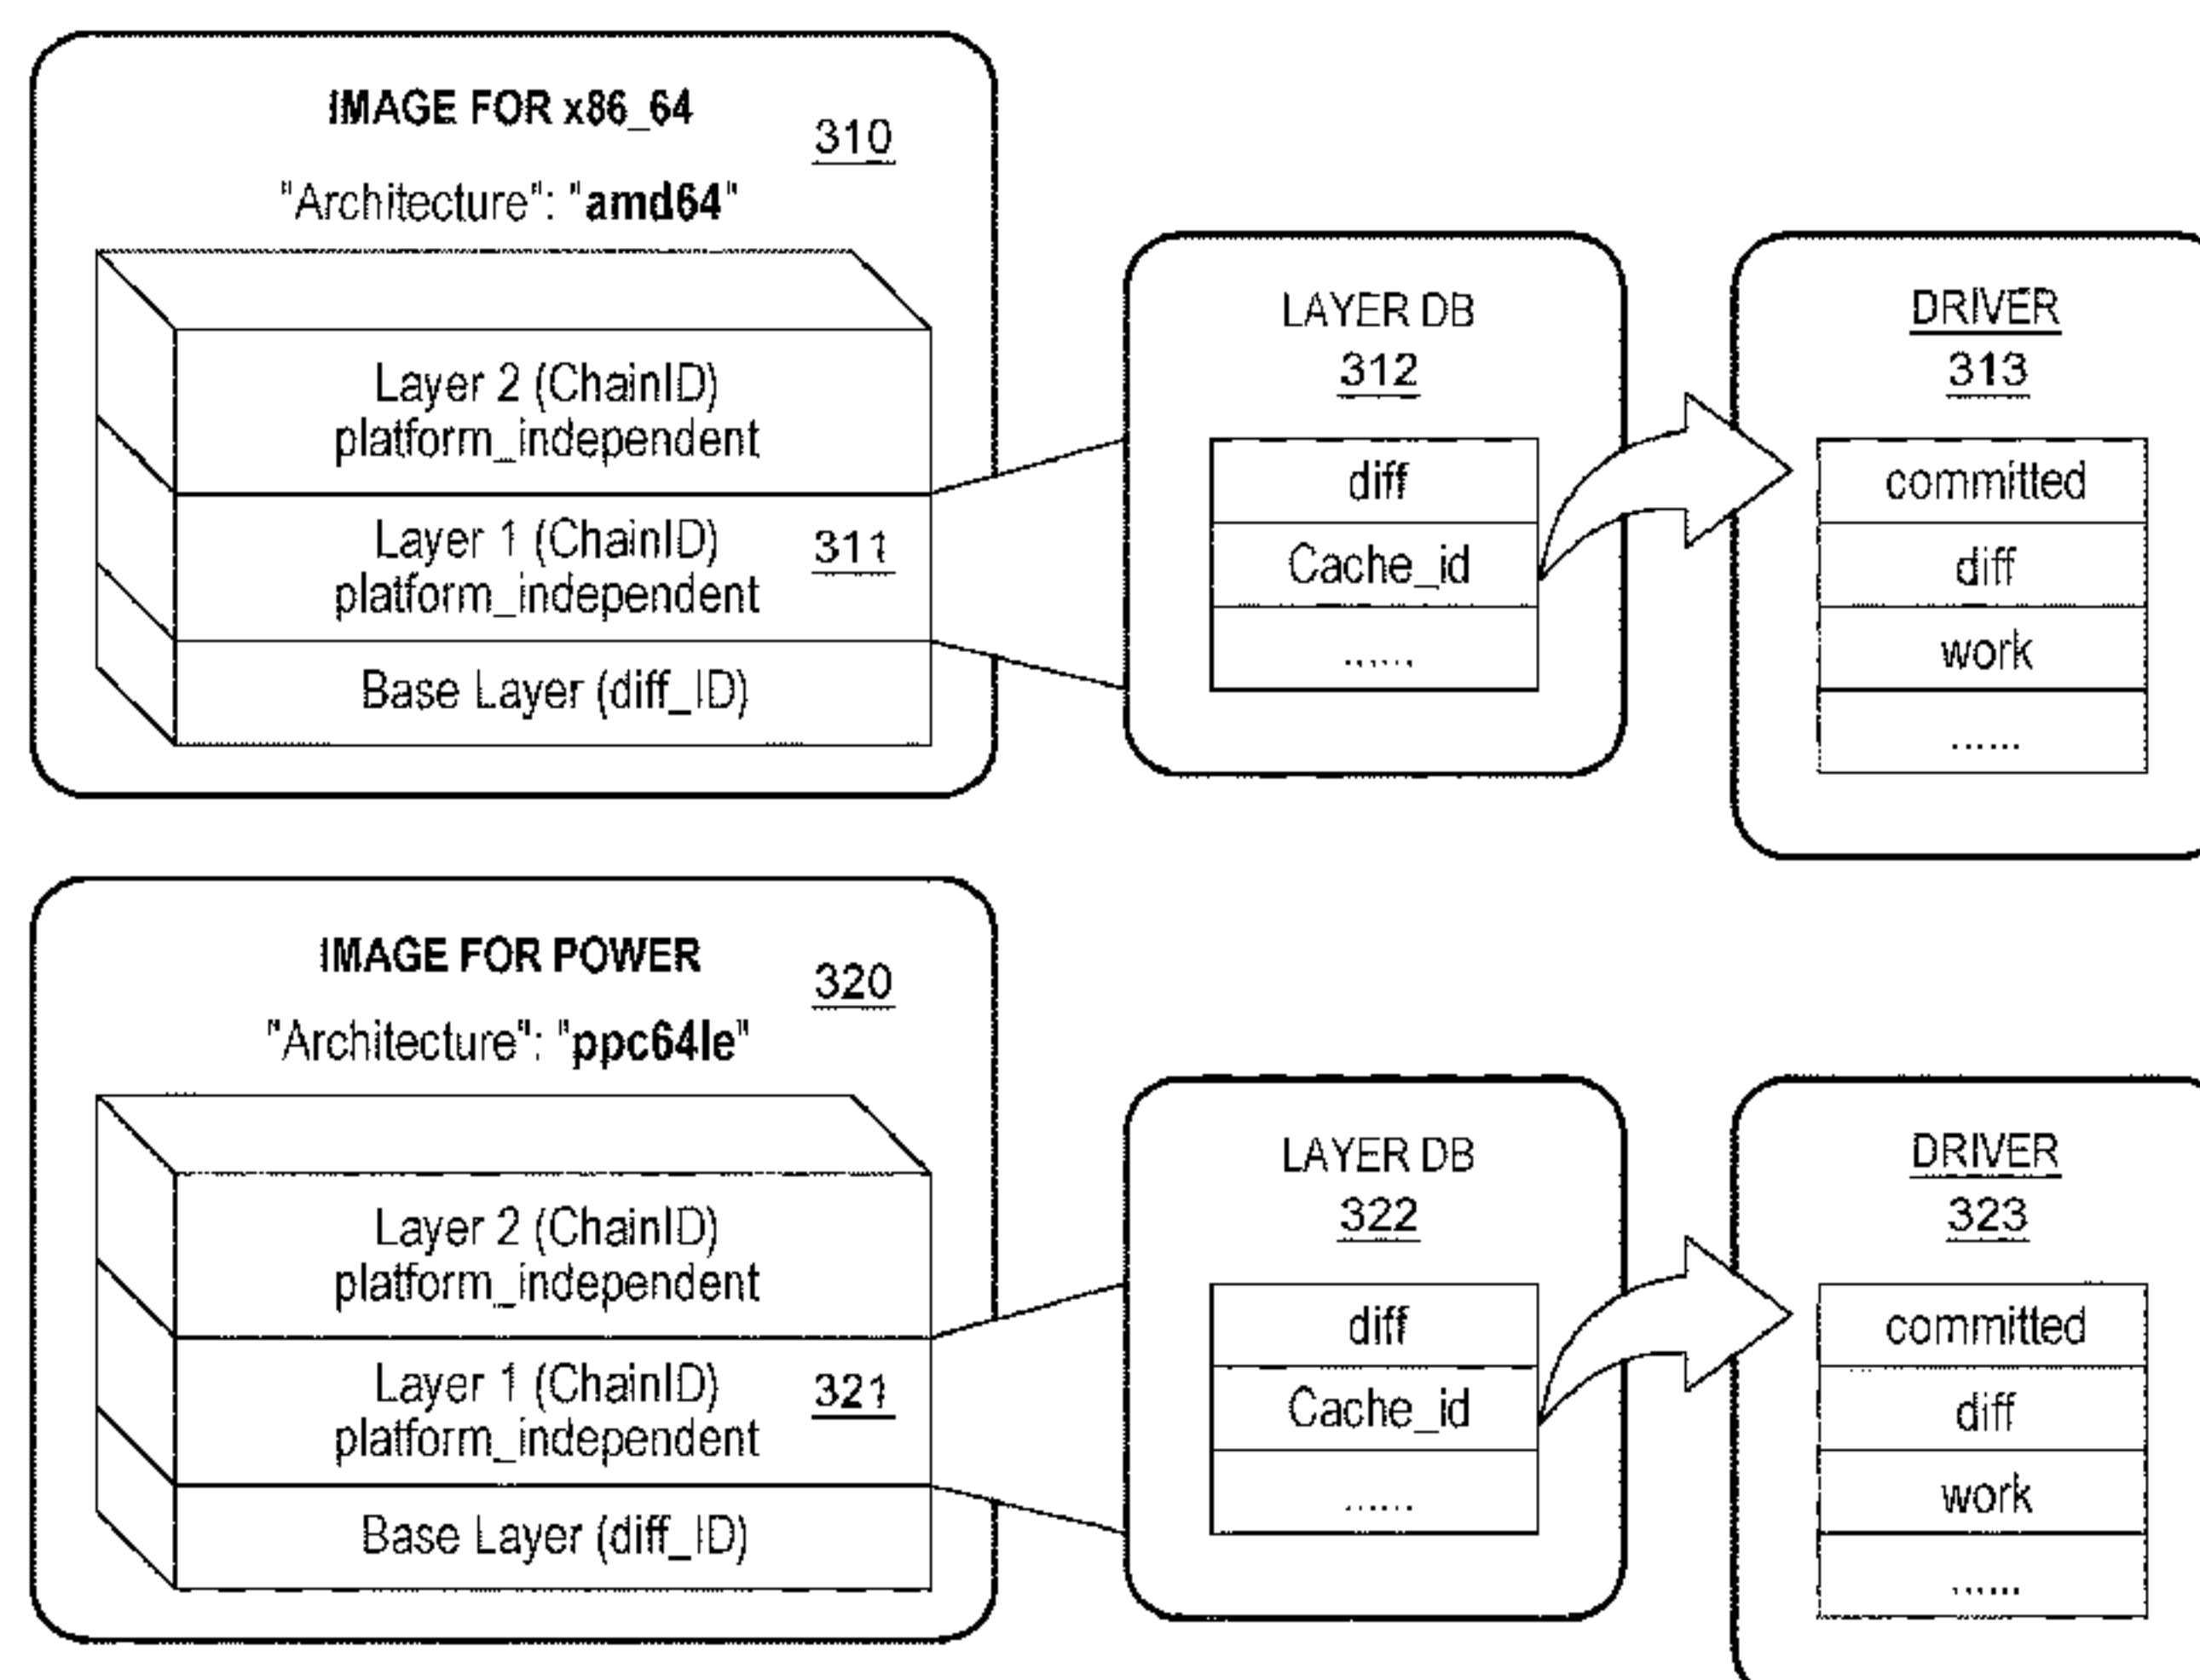 IMAGE FOR x86_64
310
"Architecture": "amd64"
Layer 2 (ChainID)
platform_independent
Layer 1 (ChainID)
platform_independent
311
Base Layer (diff_ID)
LAYER DB
312
diff
Cache_id
......
DRIVER
313
committed
diff
work
......
IMAGE FOR POWER
320
"Architecture": "ppc64le"
Layer 2 (ChainID)
platform_independent
Layer 1 (ChainID)
platform_independent
321
Base Layer (diff_ID)
LAYER DB
322
diff
Cache_id
......
DRIVER
323
committed
diff
work
......